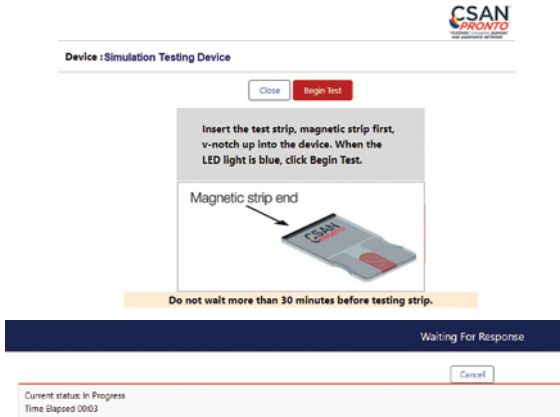 CSAN
PRONTO
Device : Simulation Testing Device
Close
Begin Test
Insert the test strip, magnetic strip first,
v-notch up into the device. When the
LED light is blue, click Begin Test.
Magnetic strip end
CSAN
PRONTO
Do not wait more than 30 minutes before testing strip.
Waiting For Response
Cancel
Current status: In Progress
Time Elapsed 00:03